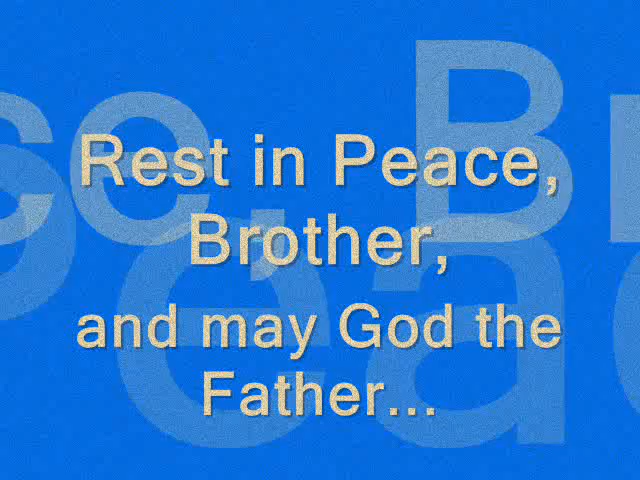 Rest in Peace,
Brother,
and may God the
Father...